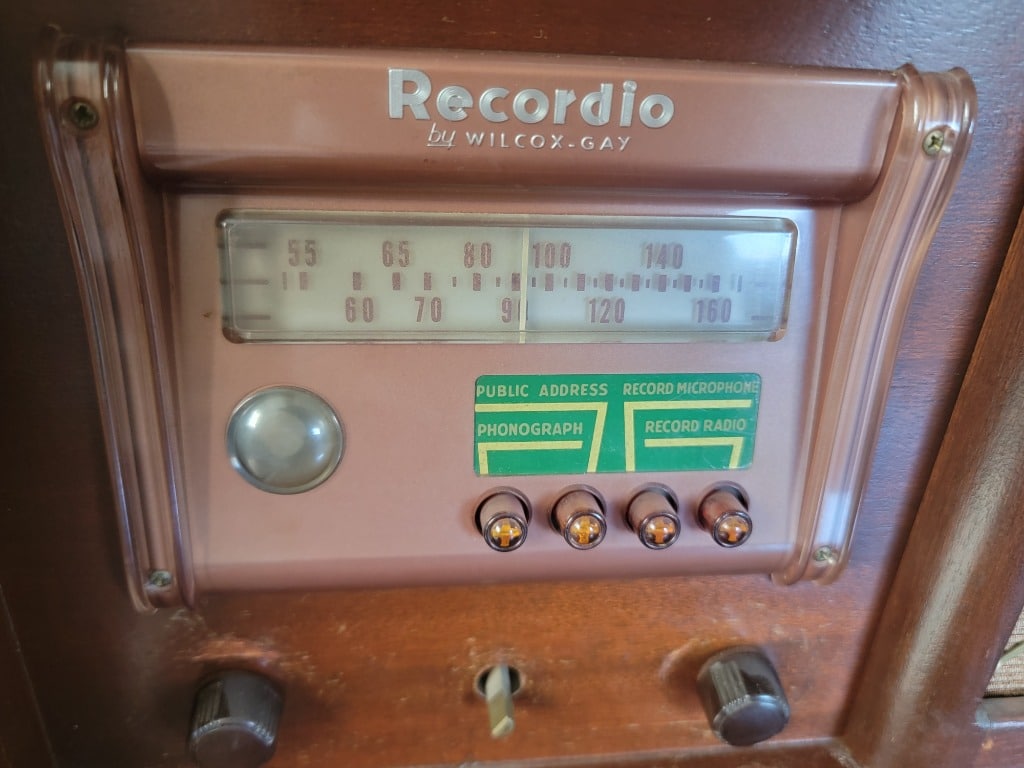 Recordio
by WILCOX-GAY
55 65 80 100 140
60 70 9 120 160
PUBLIC ADDRESS RECORD MICROPHONE
PHONOGRAPH RECORD RADIO